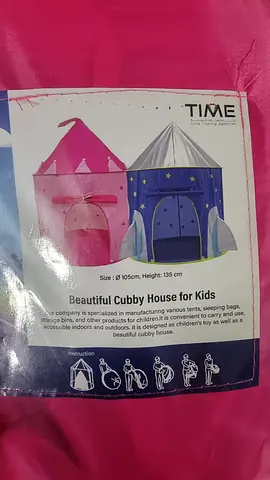 TIME
Size : Ø 105cm, Height: 135 cm
Beautiful Cubby House for Kids
Our company is specialized in manufacturing various tents, sleeping bags,
storage bins, and other products for children.It is convenient to carry and use,
accessible indoors and outdoors. it is designed as children's toy as well as a
beautiful cubby house.
Instruction